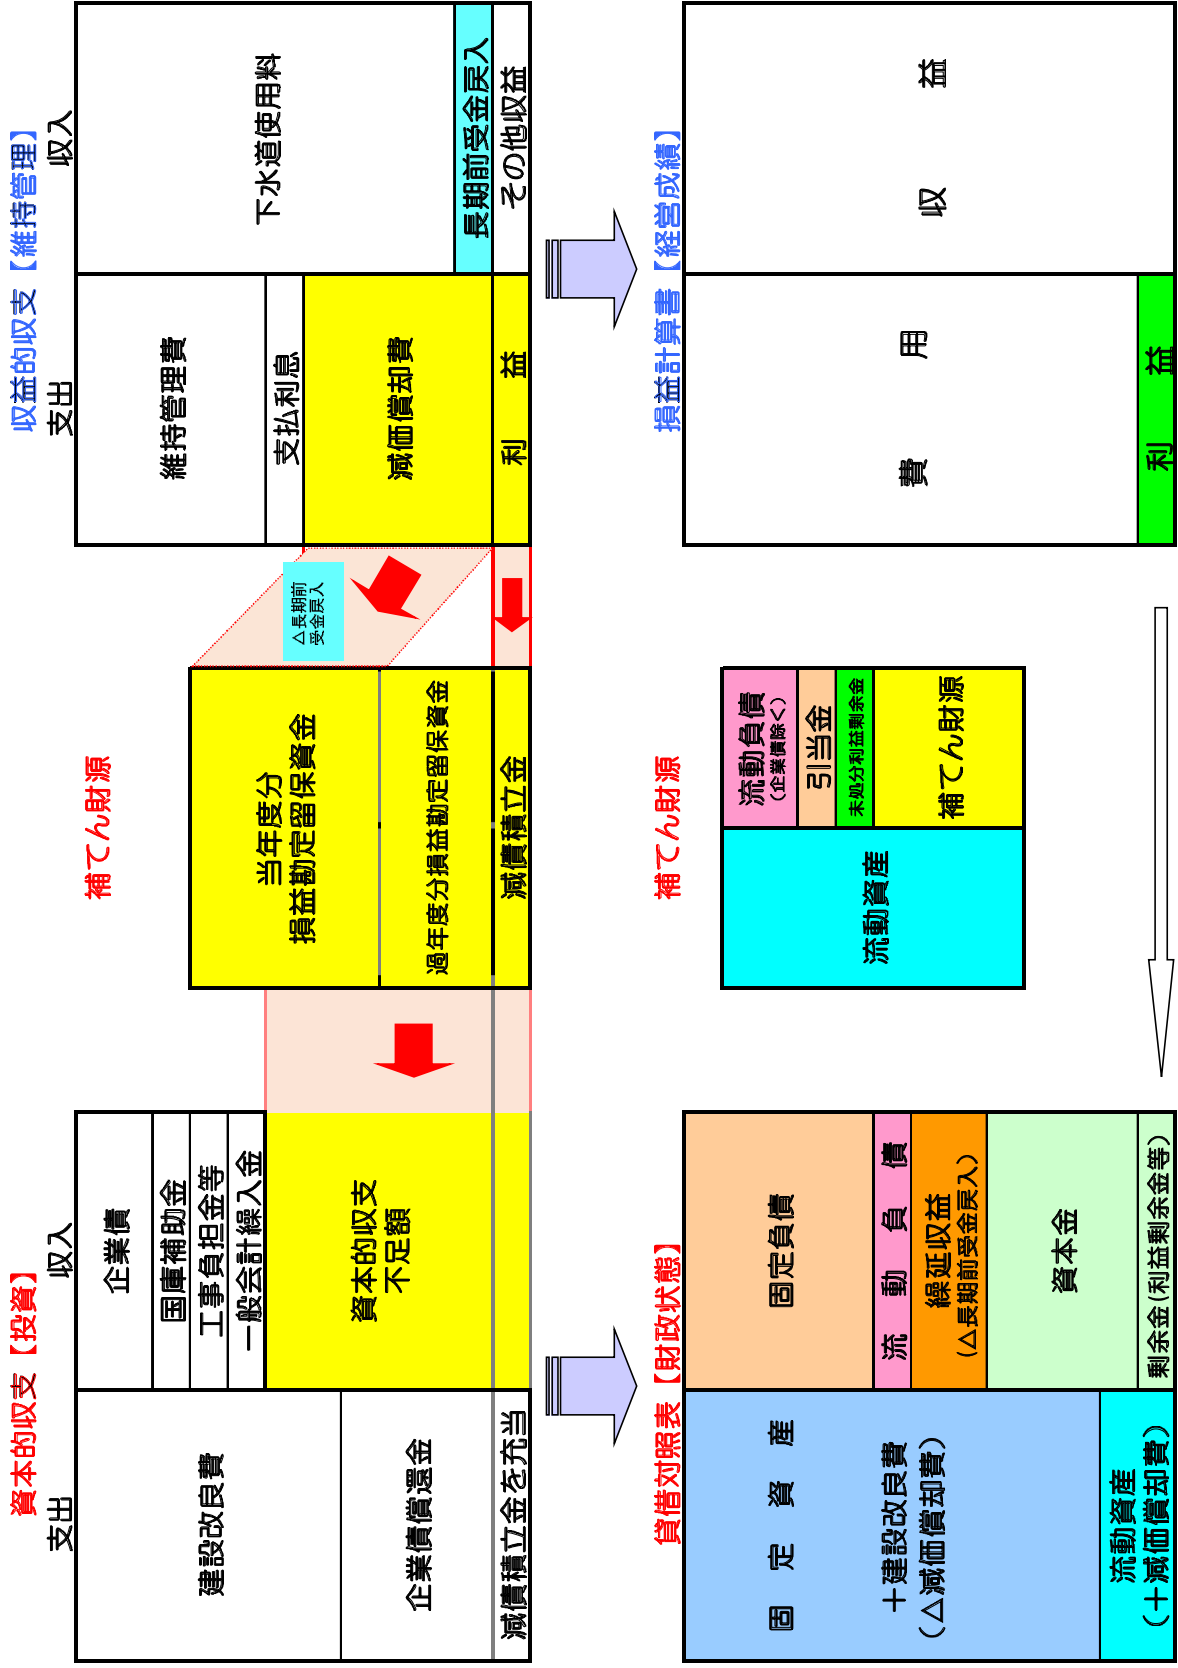 資本的収支【投資】
支出
収入
建設改良費
企業債償還金
減債積立金を充当
企業債
国庫補助金
工事負担金等
一般会計繰入金
資本的収支
不足額
補てん財源
当年度分
損益勘定留保資金
過年度分損益勘定留保資金
減債積立金
△長期前
受金戻入
収益的収支【維持管理】
支出
収入
維持管理費
支払利息
減価償却費
利益
下水道使用料
長期前受金戻入
その他収益
貸借対照表【財政状態】
固定資産
＋建設改良費
（△減価償却費）
流動資産
（＋減価償却費）
固定負債
流動負債
繰延収益
（△長期前受金戻入）
資本金
剰余金（利益剰余金等）
補てん財源
流動資産
流動負債
（企業債除く）
引当金
未処分利益剰余金
補てん財源
損益計算書【経営成績】
費用
利益
収益